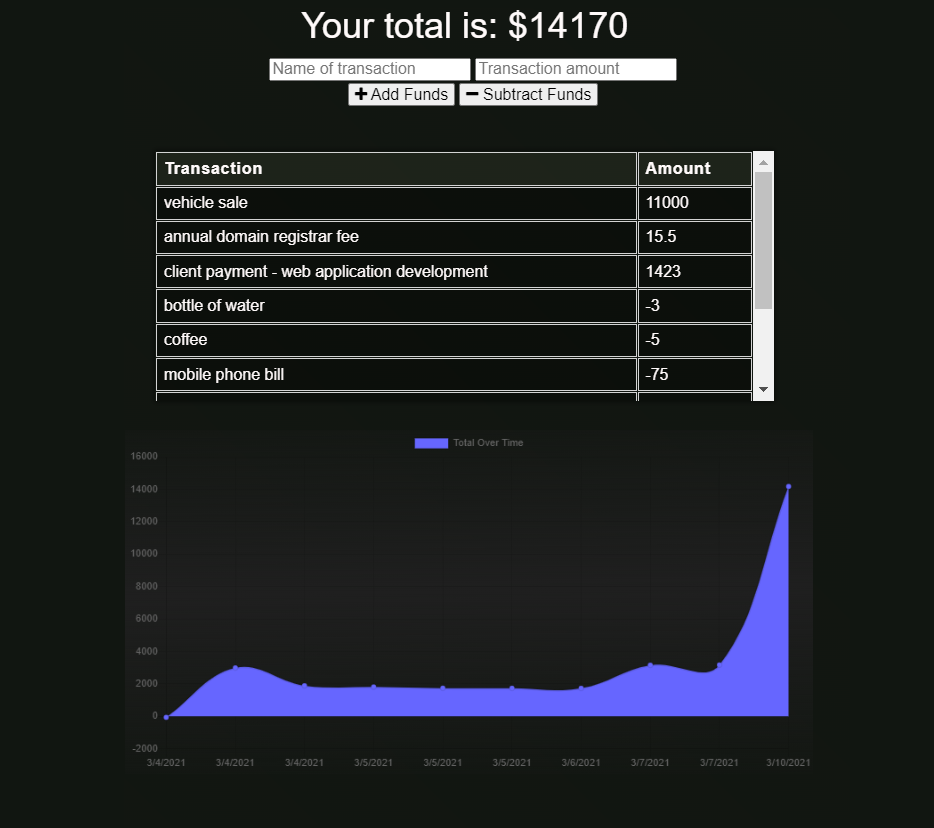 Your total is: $14170
Name of transaction Transaction amount
Add Funds Subtract Funds
Transaction Amount
vehicle sale 11000
annual domain registrar fee 15.5
client payment - web application development 1423
bottle of water -3
coffee -5
mobile phone bill -75
Total Over Time
16000
14000
12000
10000
8000
6000
4000
2000
0
-2000
3/4/2021 3/4/2021 3/4/2021 3/5/2021 3/5/2021 3/5/2021 3/6/2021 3/7/2021 3/7/2021 3/10/2021